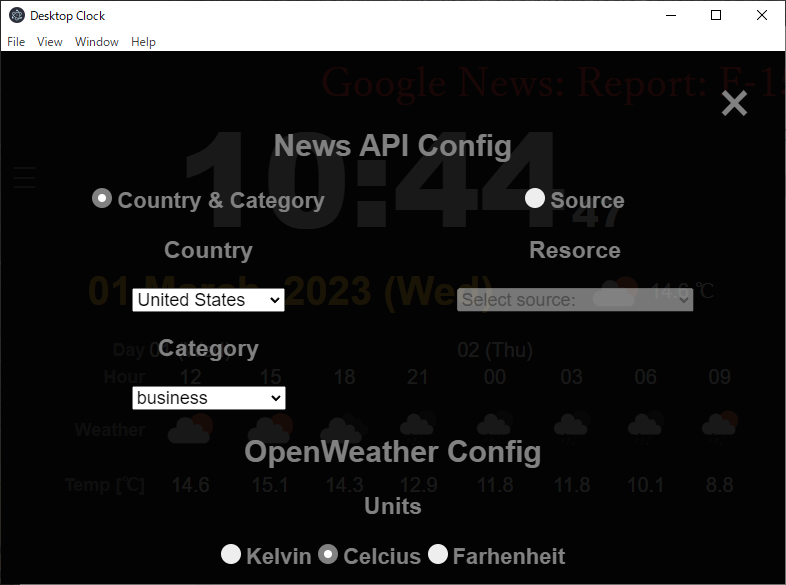 Desktop Clock
File View Window Help
Google News: Report: F-15
News API Config
10:44 47
Country & Category Source
Country Resorce
01 March, 2023 (Wed)
United States Select source: 14.6 ℃
Category
Day 02 (Thu)
Hour 12 15 18 21 00 03 06 09
business
Weather
OpenWeather Config
Temp [℃] 14.6 15.1 14.3 12.9 11.8 11.8 10.1 8.8
Units
Kelvin Celcius Farhenheit